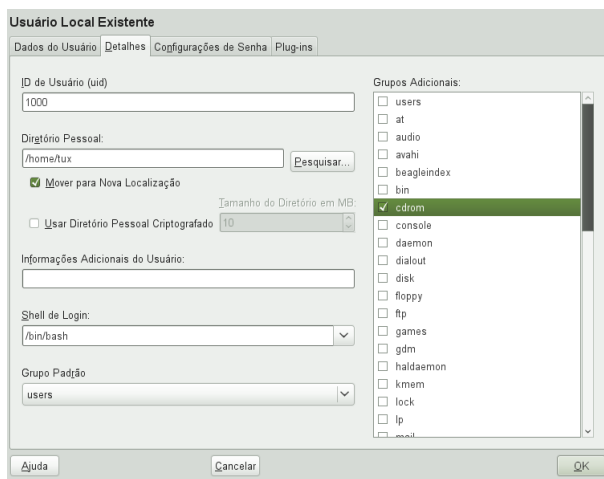 Usuário Local Existente
Dados do Usuário Detalhes Configurações de Senha Plug-ins
ID de Usuário (uid)
1000
Diretório Pessoal:
/home/tux
Pesquisar...
Mover para Nova Localização
Tamanho do Diretório em MB:
Usar Diretório Pessoal Criptografado 10
Informações Adicionais do Usuário:
Shell de Login:
/bin/bash
Grupo Padrão
users
Grupos Adicionais:
users
at
audio
avahi
beagleindex
bin
cdrom
console
daemon
dialout
disk
floppy
ftp
games
gdm
haldaemon
kmem
lock
lp
mail
Ajuda Cancelar OK